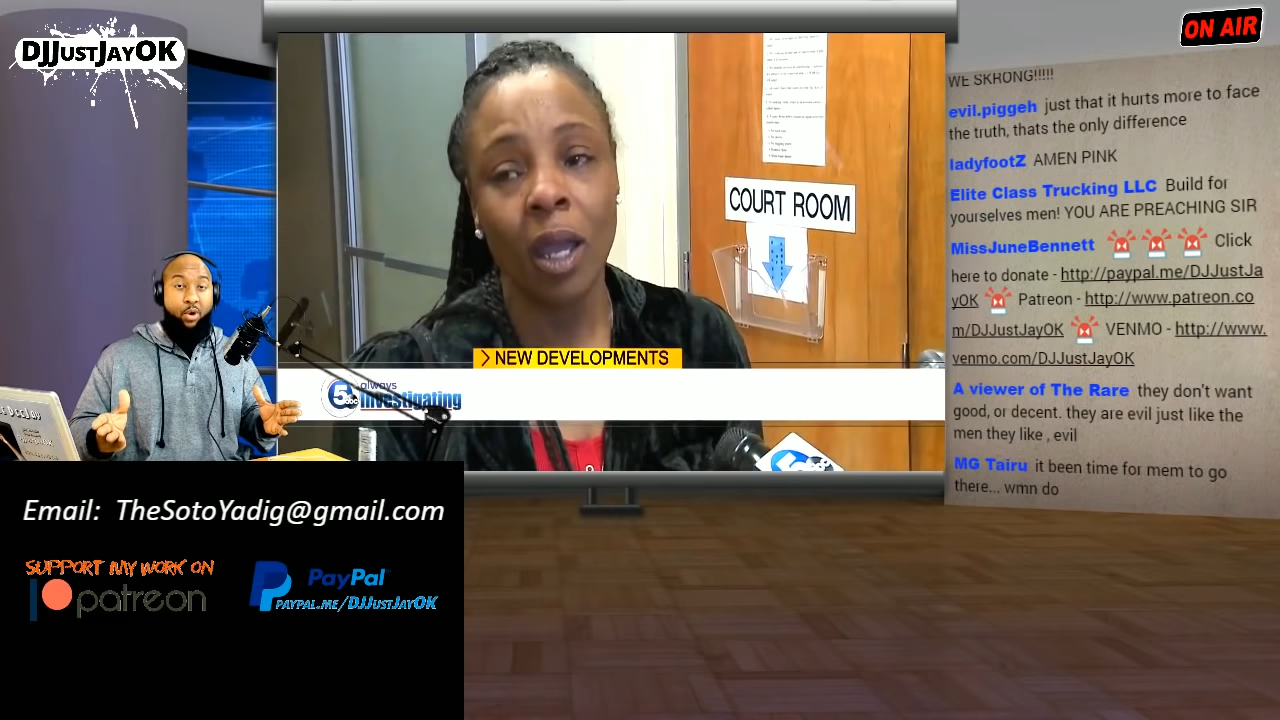 DJJustJayOK
ON AIR
COURT ROOM
NEW DEVELOPMENTS
5 abc always
investigating
WE SKRONG!!!!!
evil.piggeh just that it hurts more to face
the truth, thats the only difference
ladyfootZ AMEN PINK
Elite Class Trucking LLC Build for
yourselves men! YOU ARE PREACHING SIR
MissJuneBennett 🚨 🚨 🚨 Click
here to donate - http://paypal.me/DJJustJa
yOK 🚨 Patreon - http://www.patreon.co
m/DJJustJayOK 🚨 VENMO - http://www.
venmo.com/DJJustJayOK
A viewer of The Rare they don't want
good, or decent. they are evil just like the
men they like , evil
MG Tairu it been time for mem to go
there... wmn do
Email: TheSotoYadig@gmail.com
SUPPORT MY WORK ON
patreon
PayPal
PAYPAL.ME/DJJUSTJAYOK